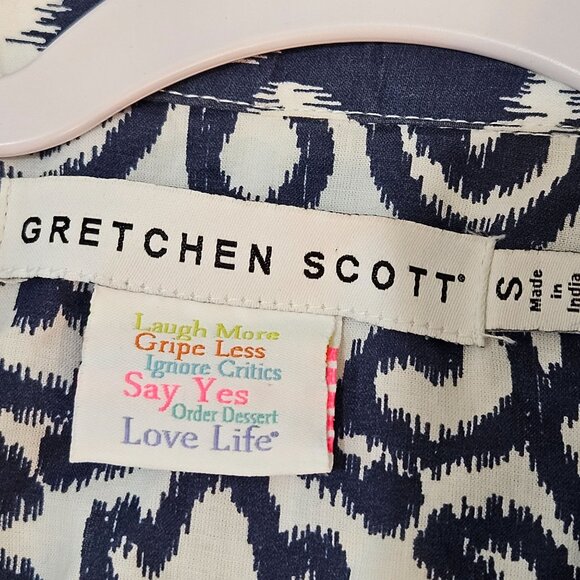 GRETCHEN SCOTT®
S
Made
in
India
Laugh More
Gripe Less
Ignore Critics
Say Yes
Order Dessert
Love Life®